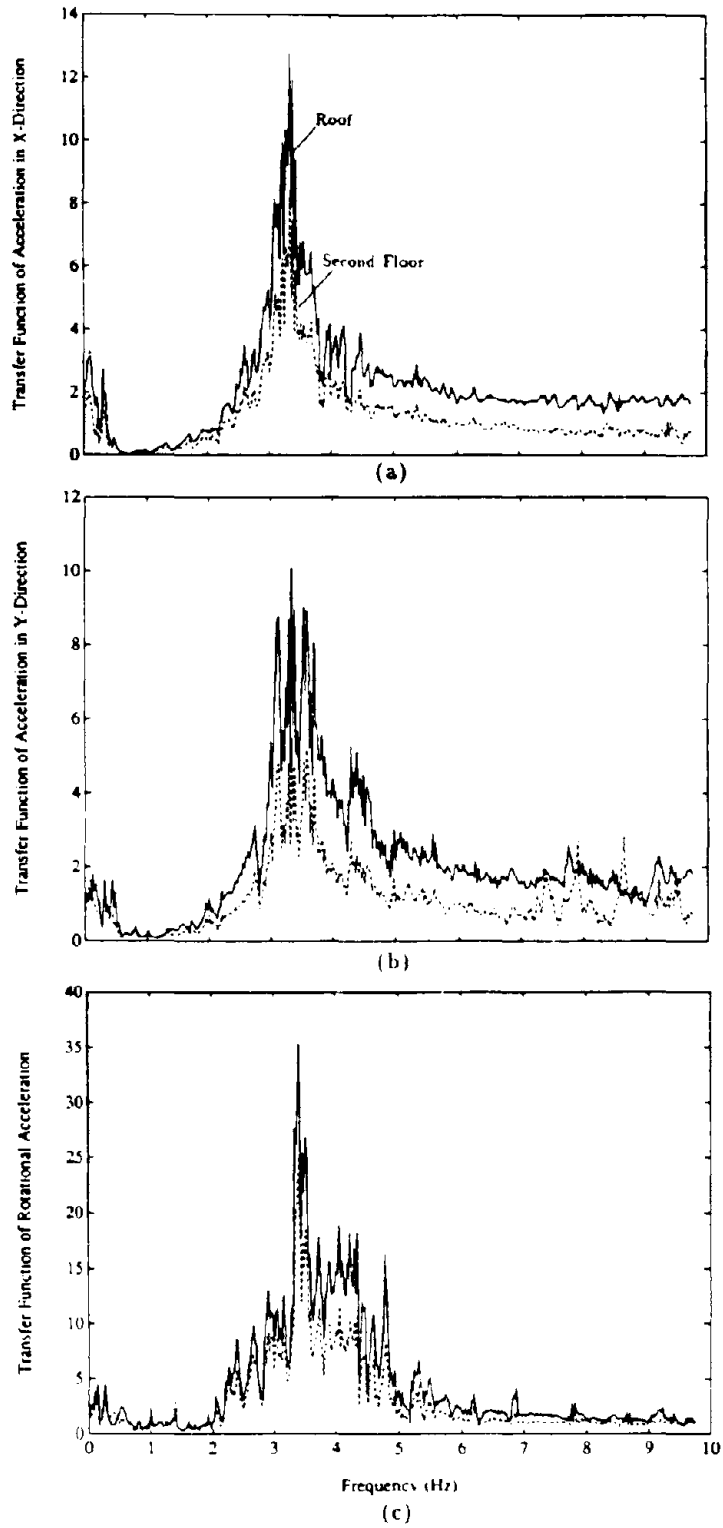 Transfer Function of Acceleration in X-Direction
14
12
10
8
6
4
2
0
Roof
Second Floor
(a)
Transfer Function of Acceleration in Y-Direction
12
10
8
6
4
2
0
(b)
Transfer Function of Rotational Acceleration
40
35
30
25
20
15
10
5
0
0 1 2 3 4 5 6 7 8 9 10
Frequency (Hz)
(c)